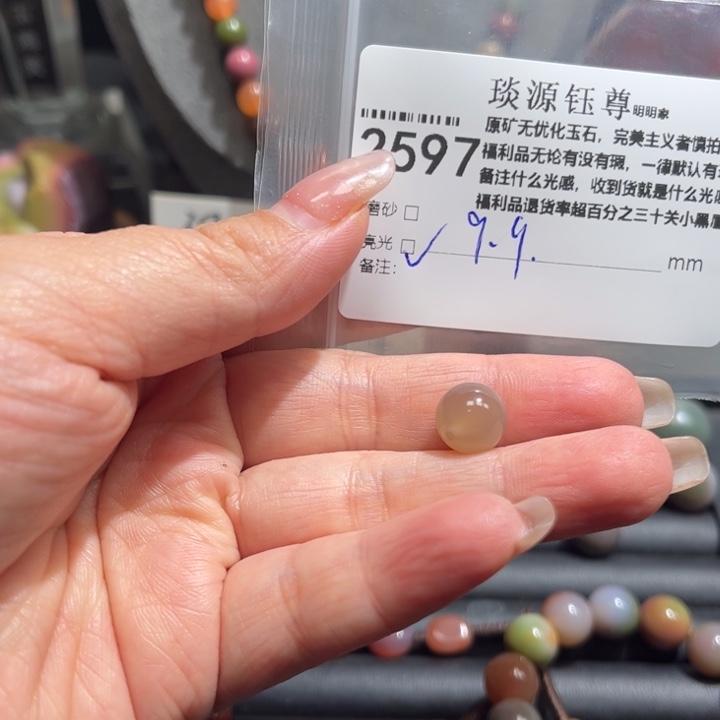 琰源钰尊明明家
原矿无优化玉石，完美主义者慎拍
2597
福利品无论有没有瑕，一律默认有
备注什么光感，收到货就是什么光感
福利品退货率超百分之三十关小黑
磨砂 □
亮光 □ ✓ 9.9. mm
备注：